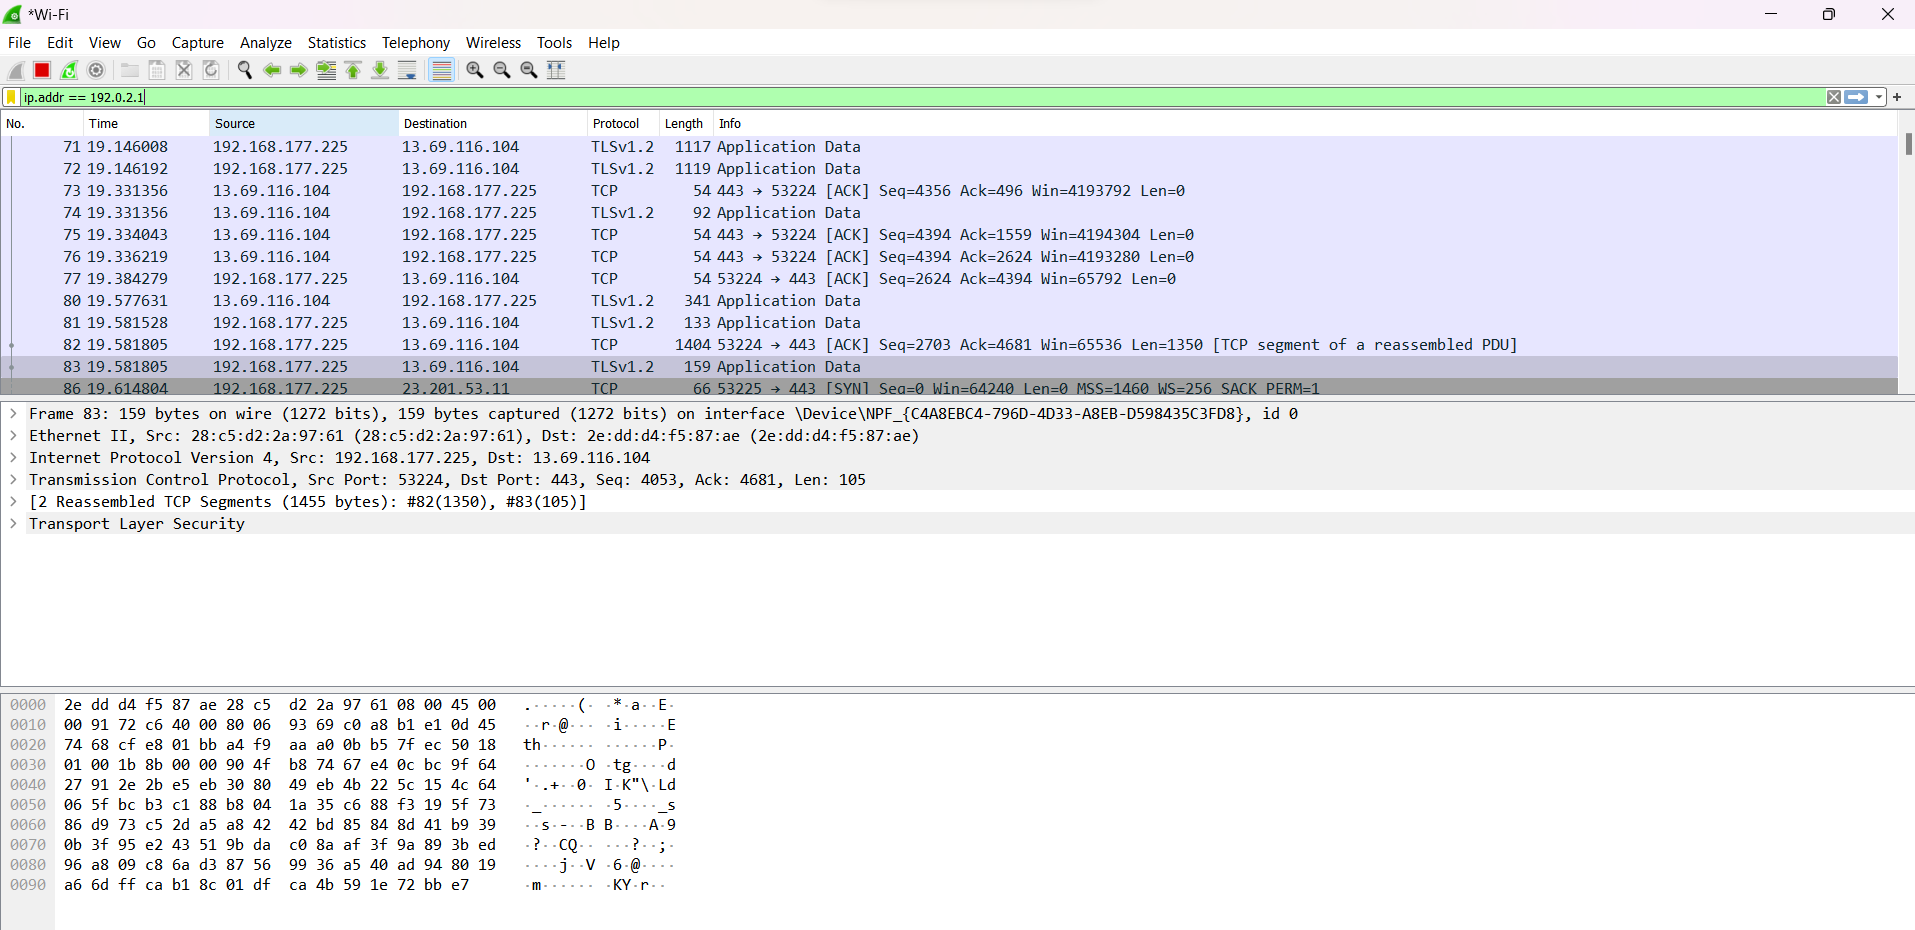 *Wi-Fi
File Edit View Go Capture Analyze Statistics Telephony Wireless Tools Help
ip.addr == 192.0.2.1
No. Time Source Destination Protocol Length Info
71 19.146008 192.168.177.225 13.69.116.104 TLSv1.2 1117 Application Data
72 19.146192 192.168.177.225 13.69.116.104 TLSv1.2 1119 Application Data
73 19.331356 13.69.116.104 192.168.177.225 TCP 54 443 → 53224 [ACK] Seq=4356 Ack=496 Win=4193792 Len=0
74 19.331356 13.69.116.104 192.168.177.225 TLSv1.2 92 Application Data
75 19.334043 13.69.116.104 192.168.177.225 TCP 54 443 → 53224 [ACK] Seq=4394 Ack=1559 Win=4194304 Len=0
76 19.336219 13.69.116.104 192.168.177.225 TCP 54 443 → 53224 [ACK] Seq=4394 Ack=2624 Win=4193280 Len=0
77 19.384279 192.168.177.225 13.69.116.104 TCP 54 53224 → 443 [ACK] Seq=2624 Ack=4394 Win=65792 Len=0
80 19.577631 13.69.116.104 192.168.177.225 TLSv1.2 341 Application Data
81 19.581528 192.168.177.225 13.69.116.104 TLSv1.2 133 Application Data
82 19.581805 192.168.177.225 13.69.116.104 TCP 1404 53224 → 443 [ACK] Seq=2703 Ack=4681 Win=65536 Len=1350 [TCP segment of a reassembled PDU]
83 19.581805 192.168.177.225 13.69.116.104 TLSv1.2 159 Application Data
86 19.614804 192.168.177.225 23.201.53.11 TCP 66 53225 → 443 [SYN] Seq=0 Win=64240 Len=0 MSS=1460 WS=256 SACK_PERM=1
Frame 83: 159 bytes on wire (1272 bits), 159 bytes captured (1272 bits) on interface \Device\NPF_{C4A8EBC4-796D-4D33-A8EB-D598435C3FD8}, id 0
Ethernet II, Src: 28:c5:d2:2a:97:61 (28:c5:d2:2a:97:61), Dst: 2e:dd:d4:f5:87:ae (2e:dd:d4:f5:87:ae)
Internet Protocol Version 4, Src: 192.168.177.225, Dst: 13.69.116.104
Transmission Control Protocol, Src Port: 53224, Dst Port: 443, Seq: 4053, Ack: 4681, Len: 105
[2 Reassembled TCP Segments (1455 bytes): #82(1350), #83(105)]
Transport Layer Security
0000 2e dd d4 f5 87 ae 28 c5 d2 2a 97 61 08 00 45 00 .·····(· ·*·a··E·
0010 00 91 72 c6 40 00 80 06 93 69 c0 a8 b1 e1 0d 45 ··r·@··· ·i·····E
0020 74 68 cf e8 01 bb a4 f9 aa a0 0b b5 7f ec 50 18 th······ ······P·
0030 01 00 1b 8b 00 00 90 4f b8 74 67 e4 0c bc 9f 64 ·······O ·tg····d
0040 27 91 2e 2b e5 eb 30 80 49 eb 4b 22 5c 15 4c 64 '·.+··0· I·K"\·Ld
0050 06 5f bc b3 c1 88 b8 04 1a 35 c6 88 f3 19 5f 73 ·_······ ·5····_s
0060 86 d9 73 c5 2d a5 a8 42 42 bd 85 84 8d 41 b9 39 ··s·-··B B····A·9
0070 0b 3f 95 e2 43 51 9b da c0 8a af 3f 9a 89 3b ed ·?··CQ·· ···?··;·
0080 96 a8 09 c8 6a d3 87 56 99 36 a5 40 ad 94 80 19 ····j··V ·6·@····
0090 a6 6d ff ca b1 8c 01 df ca 4b 59 1e 72 bb e7 ·m······ ·KY·r··